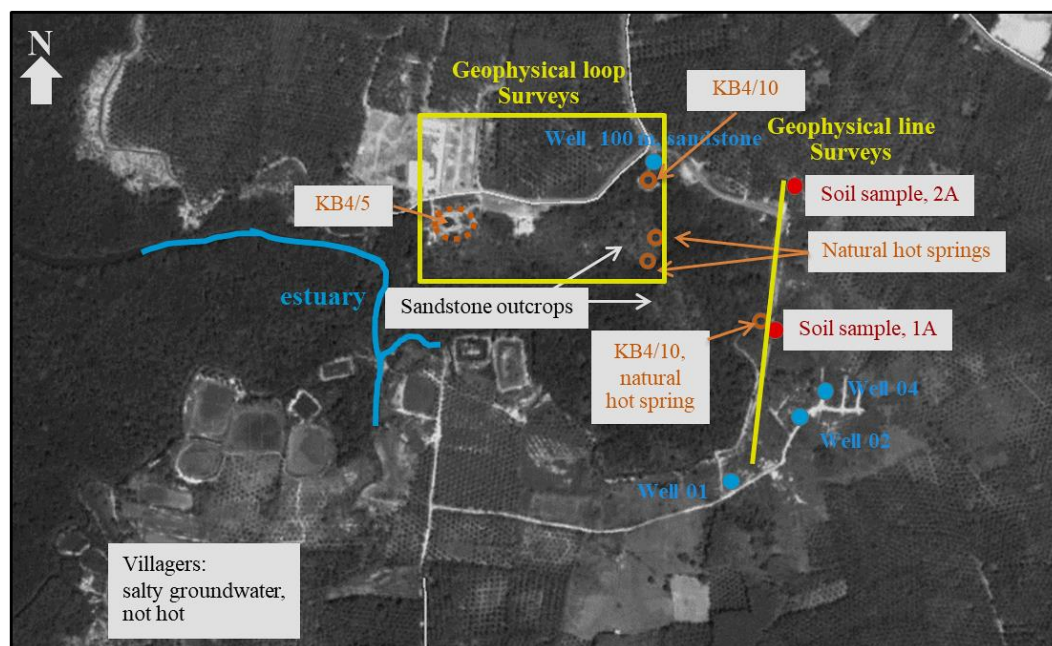 N
Geophysical loop
Surveys
KB4/10
Well 100 m, sandstone
Geophysical line
Surveys
KB4/5
Soil sample, 2A
Natural hot springs
estuary
Sandstone outcrops
Soil sample, 1A
KB4/10,
natural
hot spring
Well 04
Well 02
Well 01
Villagers:
salty groundwater,
not hot